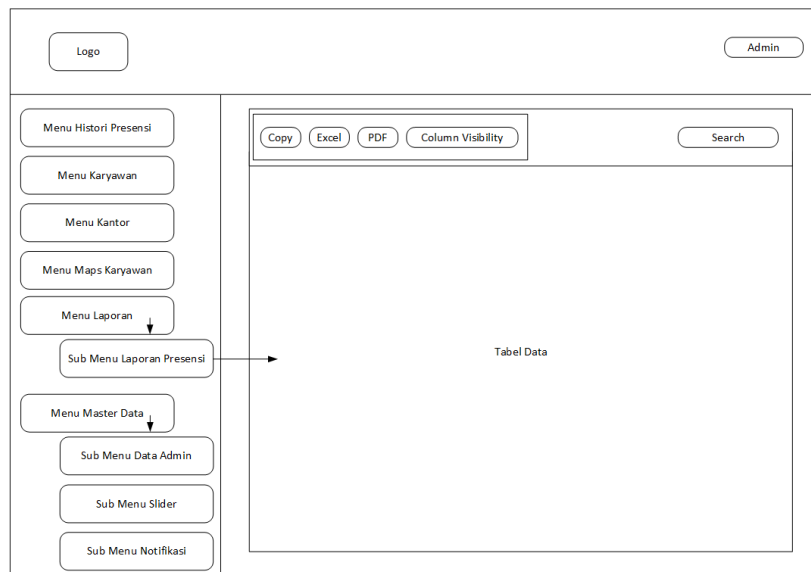 Logo
Admin
Menu Histori Presensi
Menu Karyawan
Menu Kantor
Menu Maps Karyawan
Menu Laporan
Sub Menu Laporan Presensi
Menu Master Data
Sub Menu Data Admin
Sub Menu Slider
Sub Menu Notifikasi
Copy Excel PDF Column Visibility Search
Tabel Data